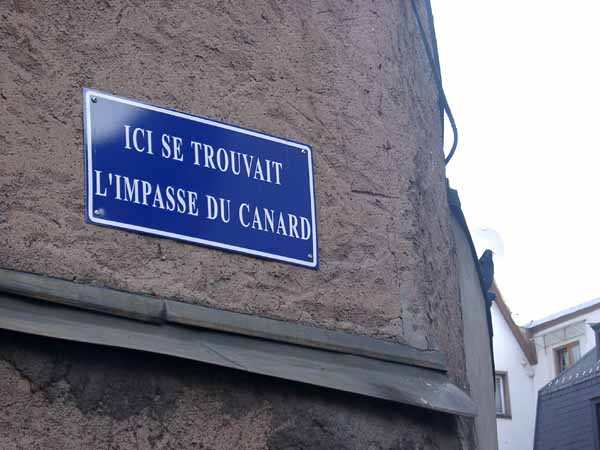 ICI SE TROUVAIT
L'IMPASSE DU CANARD